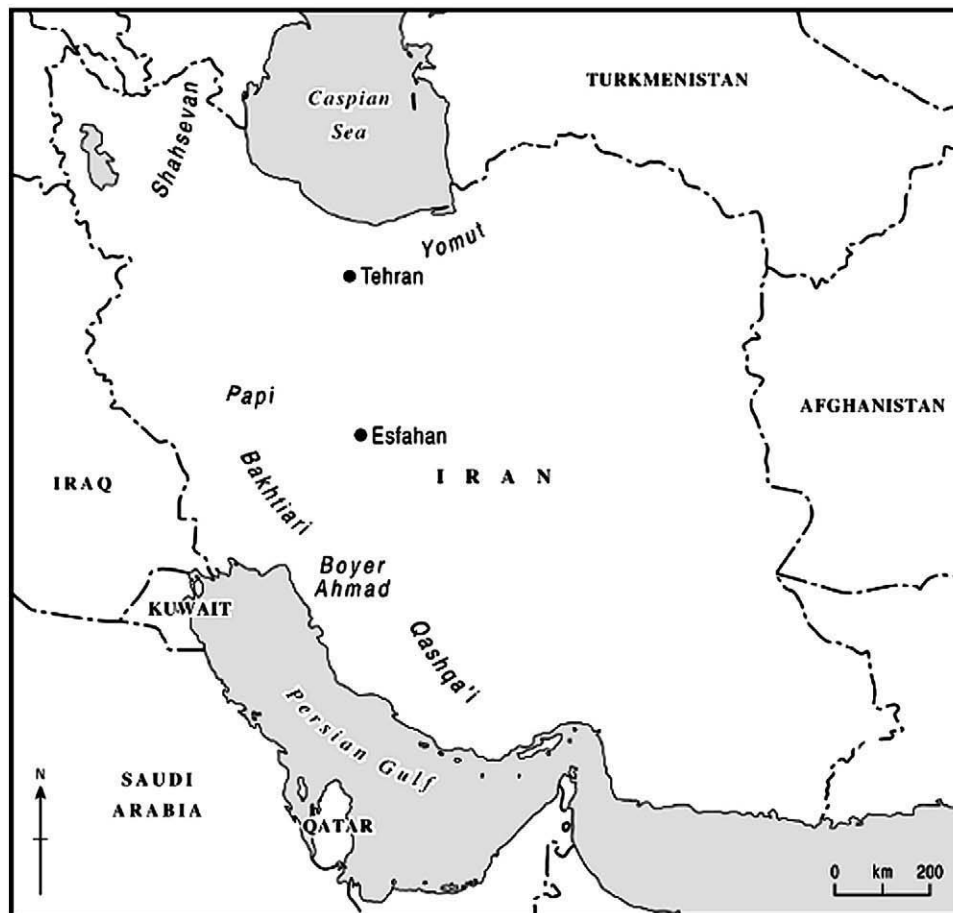 Caspian
Sea
TURKMENISTAN
Shahsevan
Yomut
Tehran
Papi
AFGHANISTAN
Esfahan
IRAN
IRAQ
Bakhtiari
Boyer
Ahmad
KUWAIT
Qashqa'i
Persian Gulf
N
SAUDI
ARABIA
QATAR
0 km 200